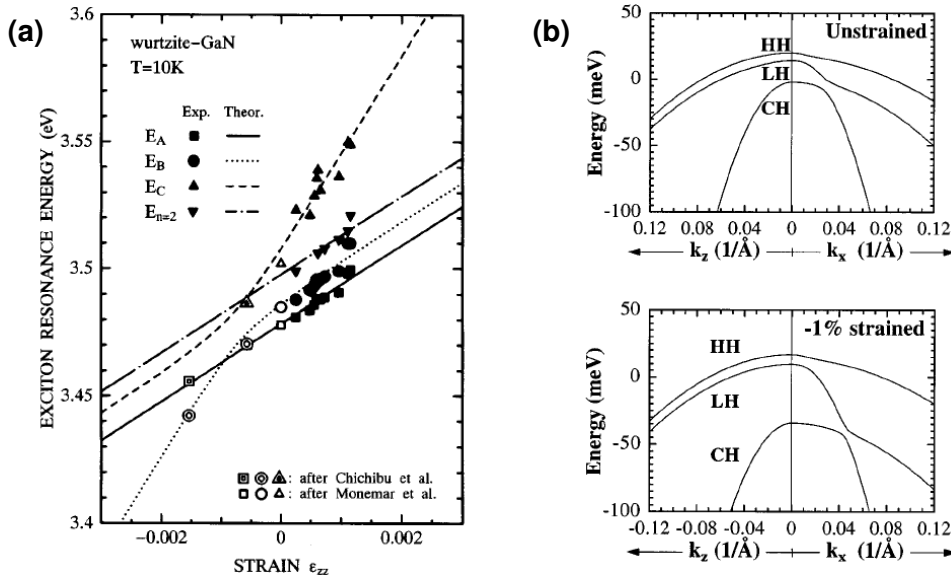 (a)
3.6
3.55
3.5
3.45
3.4
EXCITON RESONANCE ENERGY (eV)
wurtzite-GaN
T=10K
Exp. Theor.
E_A
E_B
E_C
E_n=2
: after Chichibu et al.
: after Monemar et al.
−0.002 0 0.002
STRAIN ε_zz
(b)
50
0
-50
-100
Energy (meV)
Unstrained
HH
LH
CH
0.12 0.08 0.04 0 0.04 0.08 0.12
k_z (1/Å) k_x (1/Å)
50
0
-50
-100
Energy (meV)
-1% strained
HH
LH
CH
-0.12 -0.08 -0.04 0 0.04 0.08 0.12
k_z (1/Å) k_x (1/Å)